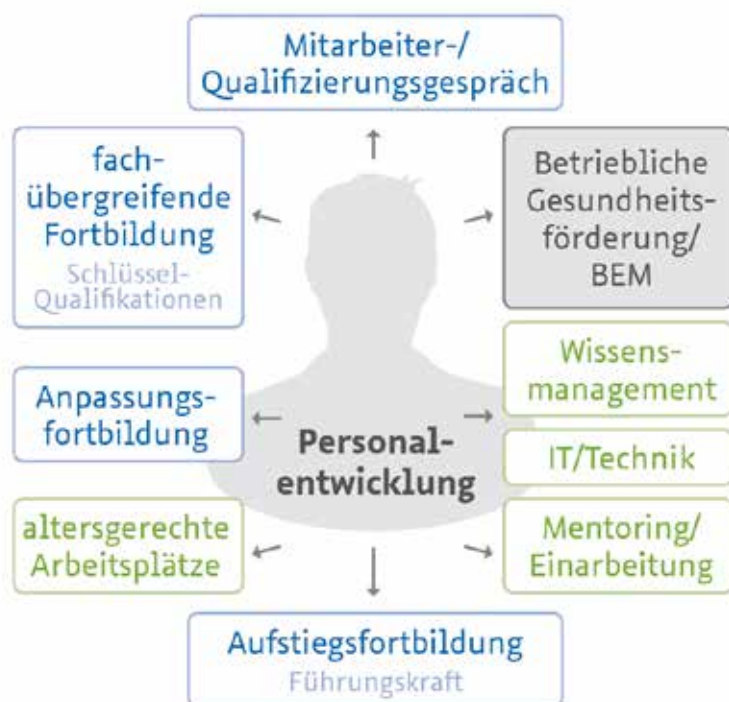 Mitarbeiter-/
Qualifizierungsgespräch
fach-
übergreifende
Fortbildung
Schlüssel-
Qualifikationen
Betriebliche
Gesundheits-
förderung/
BEM
Wissens-
management
Anpassungs-
fortbildung
Personal-
entwicklung
IT/Technik
altersgerechte
Arbeitsplätze
Mentoring/
Einarbeitung
Aufstiegsfortbildung
Führungskraft